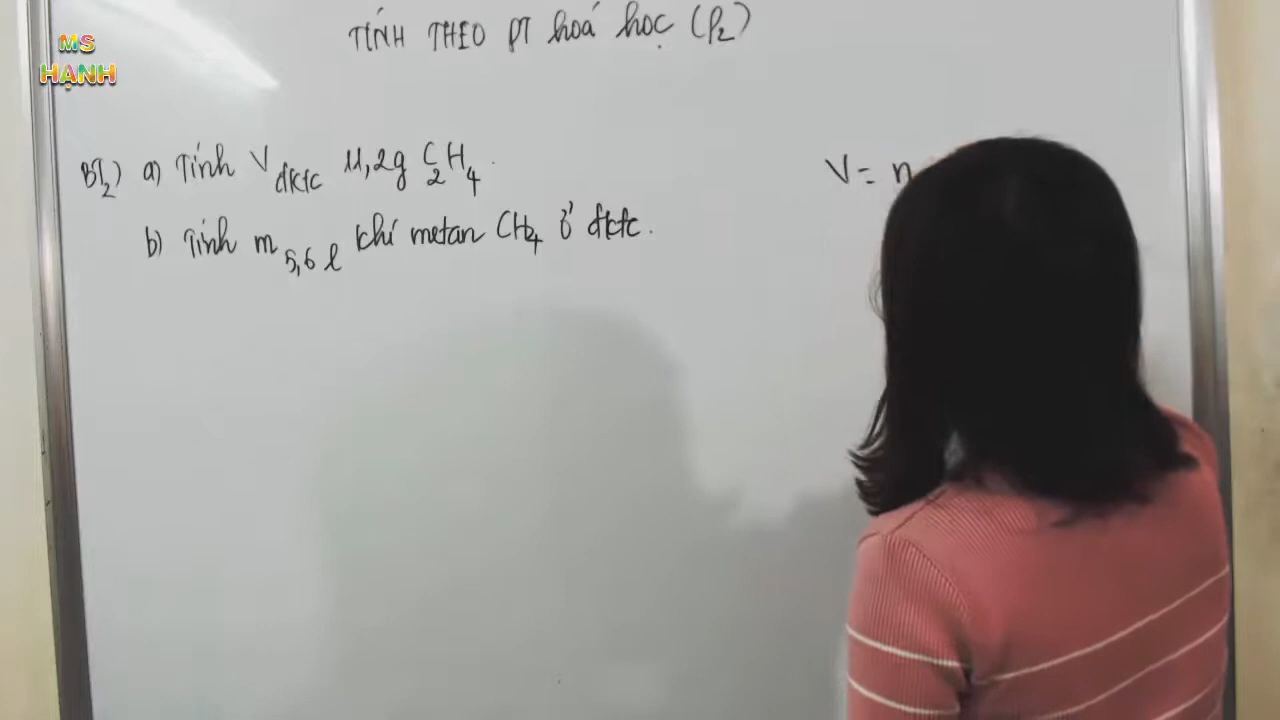 MS
HẠNH
TÍNH THEO PT hoá học (P2)
BT2) a) Tính Vđktc 11,2g C2H4.
V = n
b) Tính m 5,6 l khí metan CH4 ở đktc.